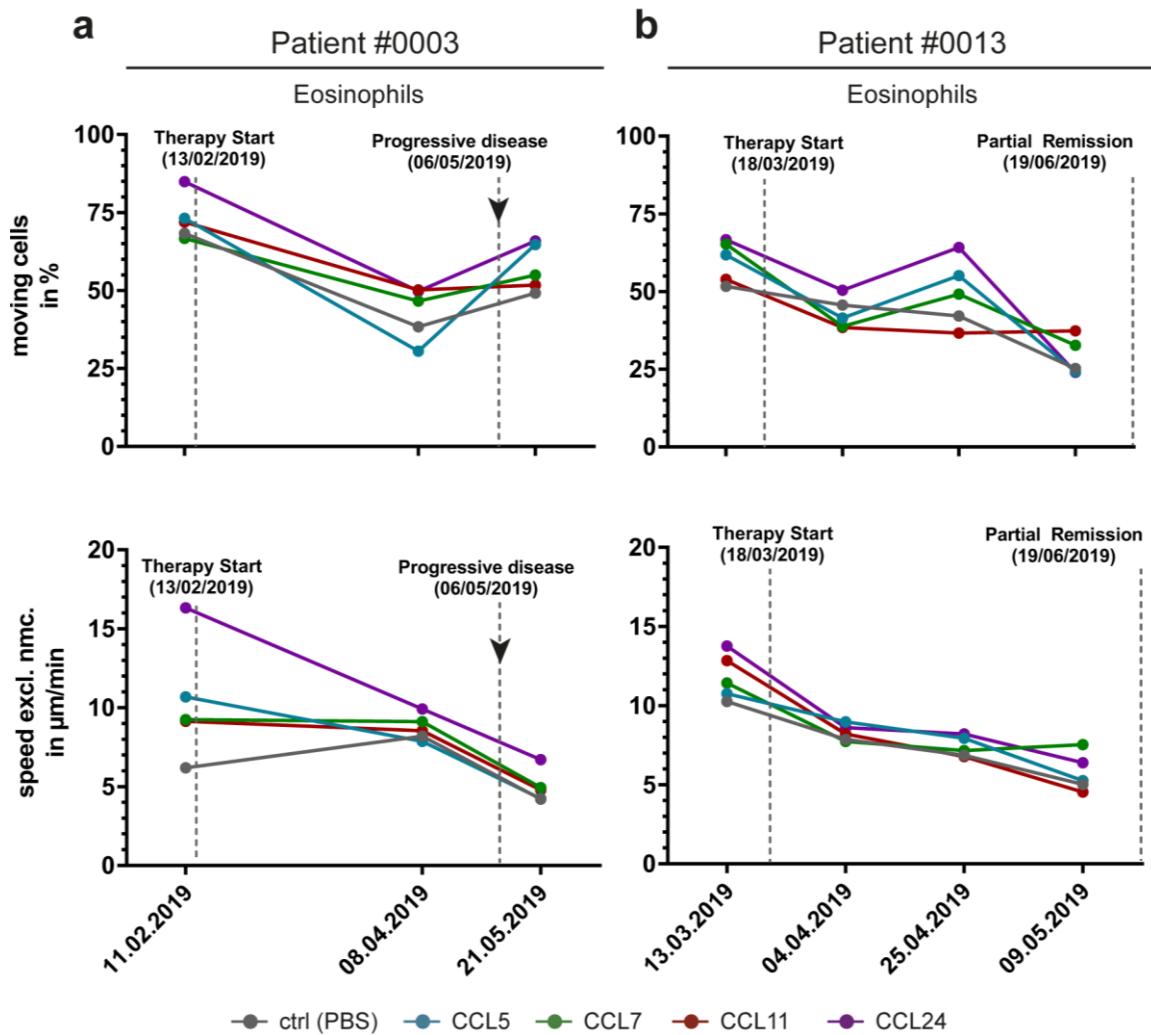 a
Patient #0003
Eosinophils
moving cells
in %
100
75
50
25
0
Therapy Start
(13/02/2019)
Progressive disease
(06/05/2019)
b
Patient #0013
Eosinophils
100
75
50
25
0
Therapy Start
(18/03/2019)
Partial Remission
(19/06/2019)
speed excl. nmc.
in µm/min
20
15
10
5
0
Therapy Start
(13/02/2019)
Progressive disease
(06/05/2019)
11.02.2019
08.04.2019
21.05.2019
20
15
10
5
0
Therapy Start
(18/03/2019)
Partial Remission
(19/06/2019)
13.03.2019
04.04.2019
25.04.2019
09.05.2019
ctrl (PBS) CCL5 CCL7 CCL11 CCL24